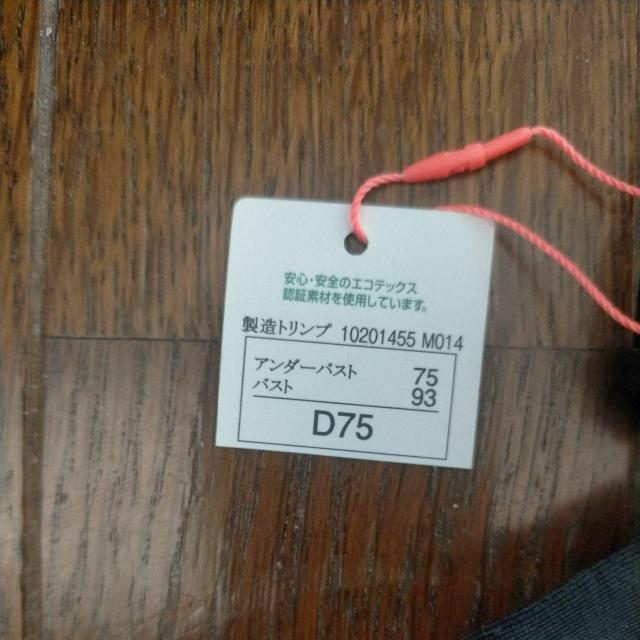 安心・安全のエコテックス
認証素材を使用しています。
製造トリンプ 10201455 M014
アンダーバスト 75
バスト 93
D75